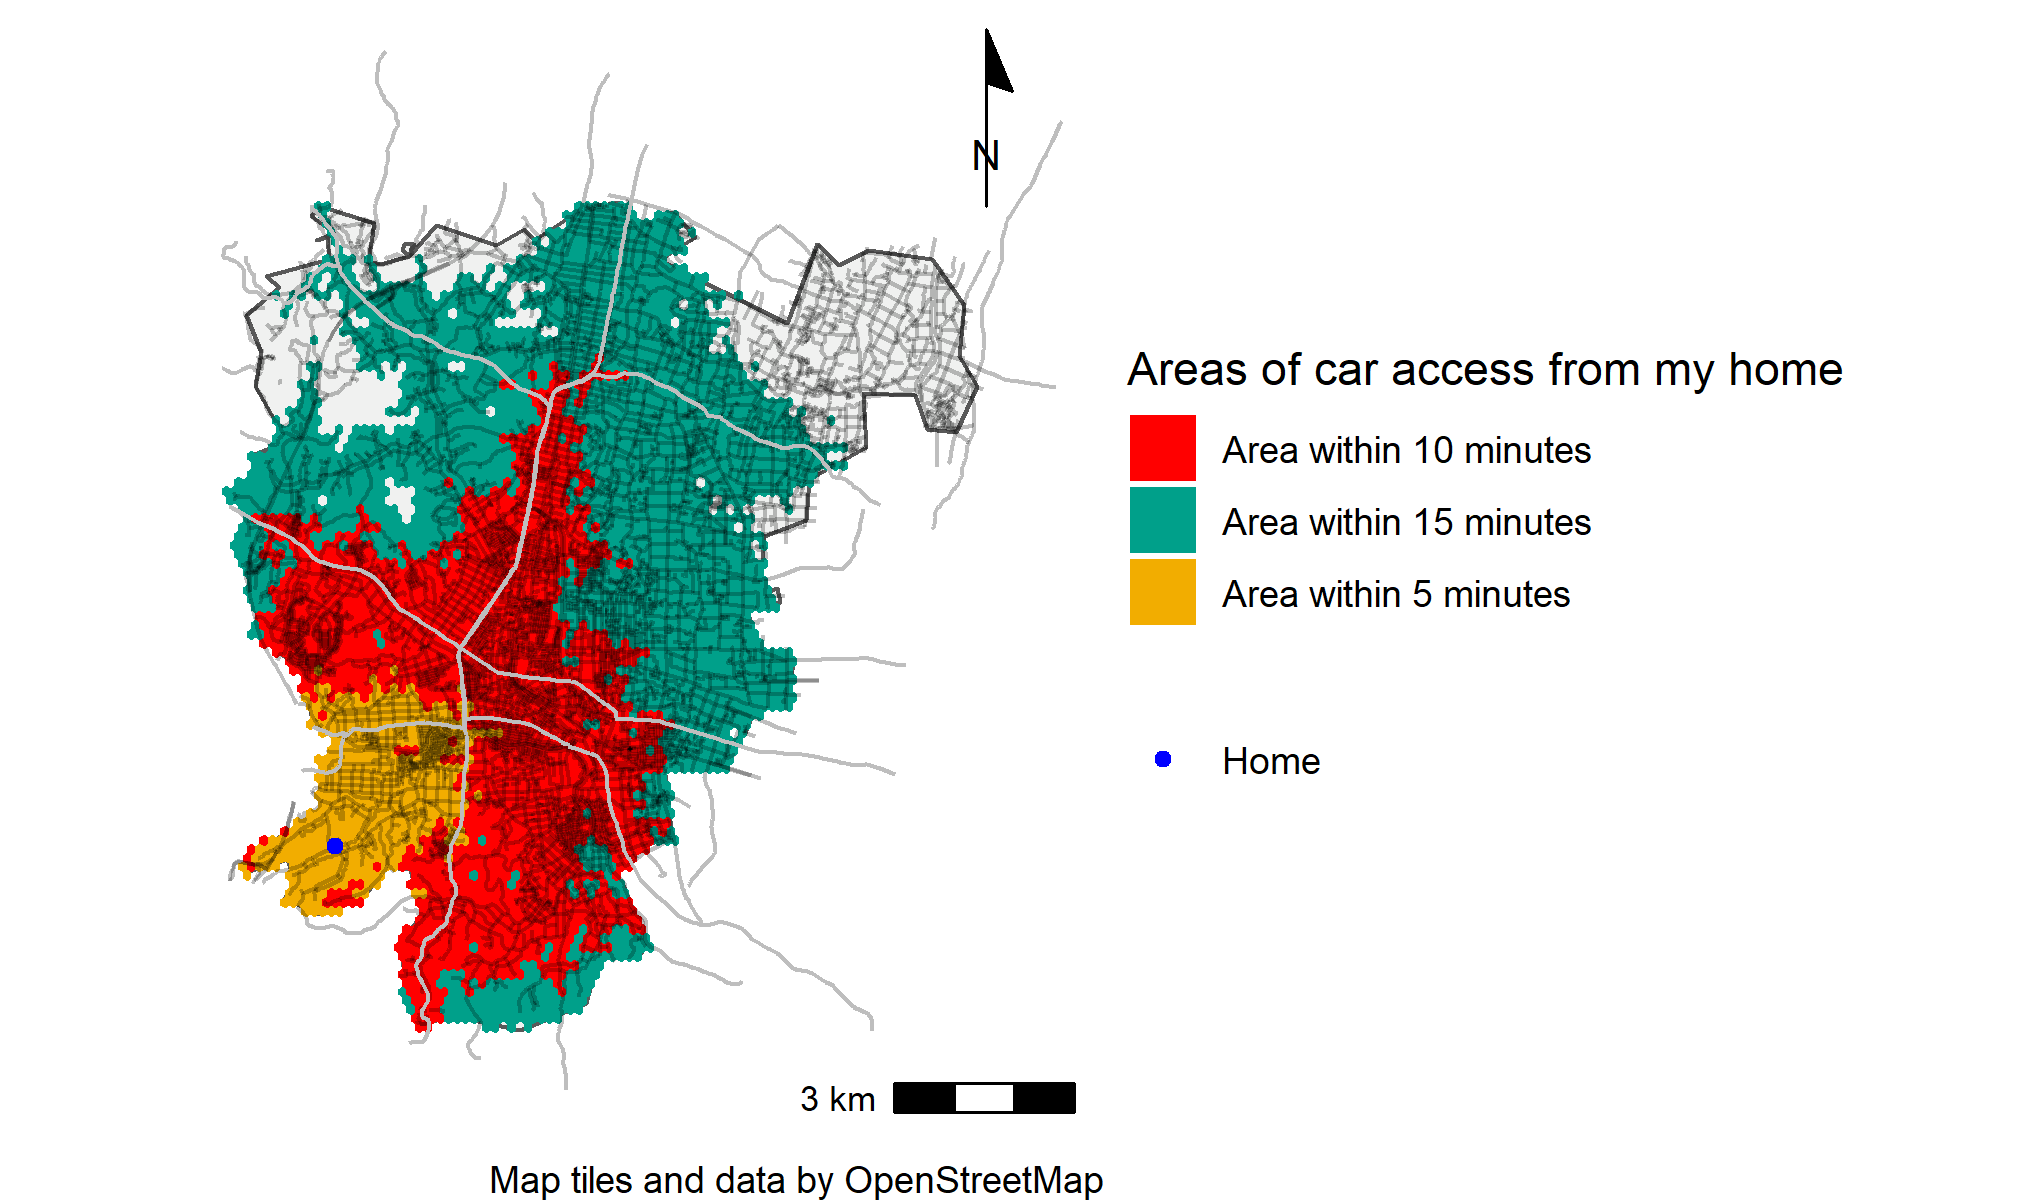 N
Areas of car access from my home
Area within 10 minutes
Area within 15 minutes
Area within 5 minutes
Home
3 km
Map tiles and data by OpenStreetMap